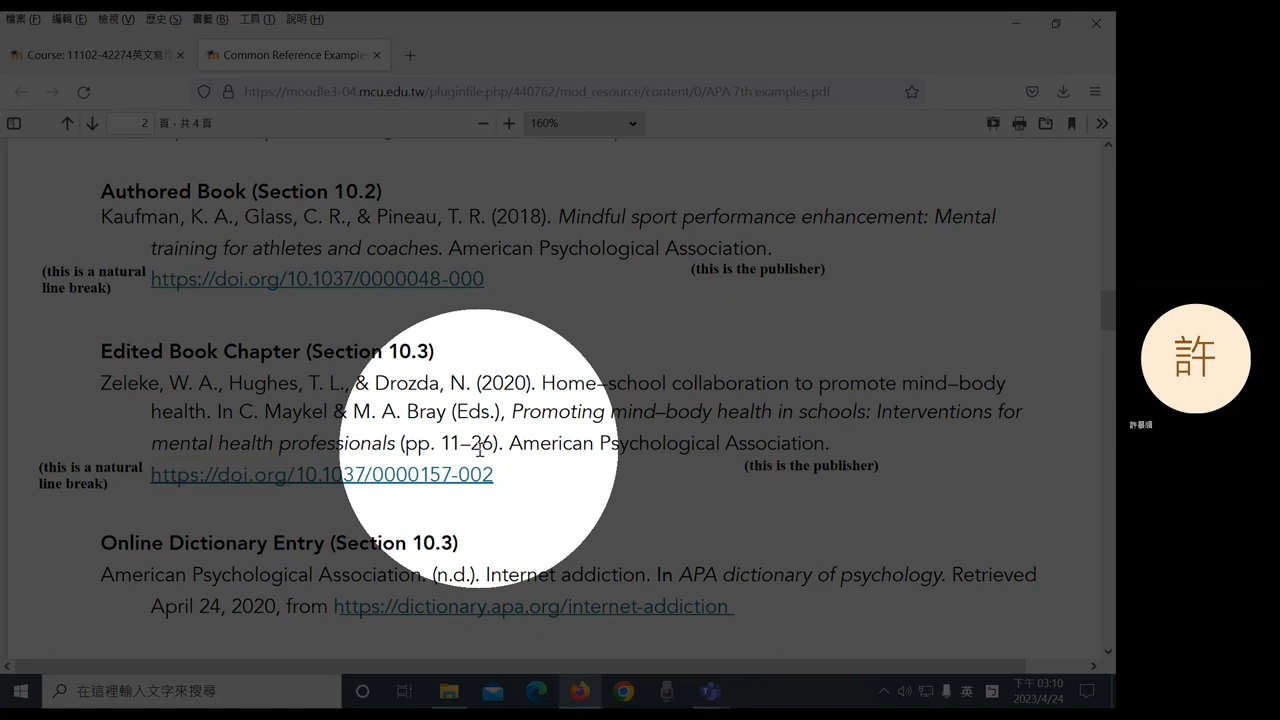 檔案(F) 編輯(E) 檢視(V) 歷史(S) 書籤(B) 工具(T) 說明(H)
Course: 11102-42274英文寫作
Common Reference Examples
https://moodle3-04.mcu.edu.tw/pluginfile.php/440762/mod_resource/content/0/APA 7th examples.pdf
2 頁，共 4 頁
160%
Authored Book (Section 10.2)
Kaufman, K. A., Glass, C. R., & Pineau, T. R. (2018). Mindful sport performance enhancement: Mental
training for athletes and coaches. American Psychological Association.
(this is a natural
line break)
https://doi.org/10.1037/0000048-000
(this is the publisher)
Edited Book Chapter (Section 10.3)
Zeleke, W. A., Hughes, T. L., & Drozda, N. (2020). Home–school collaboration to promote mind–body
health. In C. Maykel & M. A. Bray (Eds.), Promoting mind–body health in schools: Interventions for
mental health professionals (pp. 11–26). American Psychological Association.
(this is a natural
line break)
https://doi.org/10.1037/0000157-002
(this is the publisher)
Online Dictionary Entry (Section 10.3)
American Psychological Association. (n.d.). Internet addiction. In APA dictionary of psychology. Retrieved
April 24, 2020, from https://dictionary.apa.org/internet-addiction
許
許景順
在這裡輸入文字來搜尋
英
下午 03:10
2023/4/24